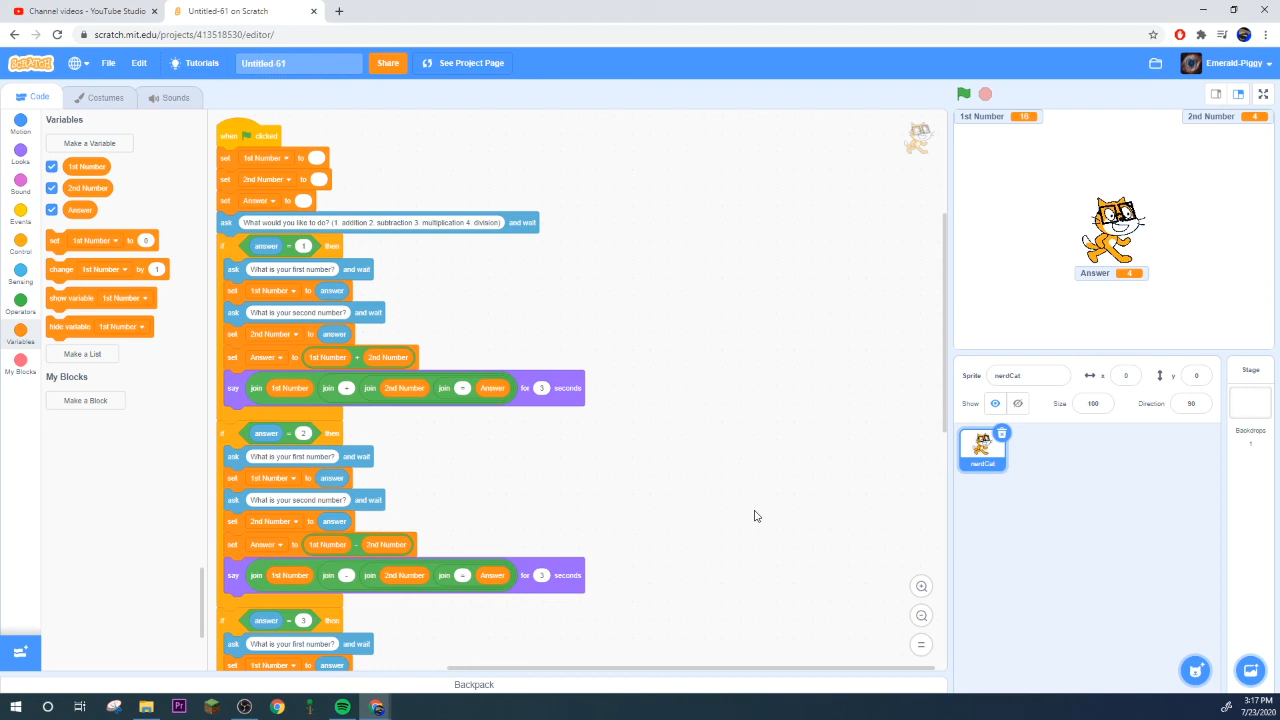 Channel videos - YouTube Studio
Untitled-61 on Scratch
scratch.mit.edu/projects/413518530/editor/
SCRATCH
File
Edit
Tutorials
Untitled-61
Share
See Project Page
Emerald-Piggy
Code
Costumes
Sounds
Motion
Looks
Sound
Events
Control
Sensing
Operators
Variables
My Blocks
Variables
Make a Variable
1st Number
2nd Number
Answer
set 1st Number to 0
change 1st Number by 1
show variable 1st Number
hide variable 1st Number
Make a List
My Blocks
Make a Block
when clicked
set 1st Number to
set 2nd Number to
set Answer to
ask What would you like to do? (1. addition 2. subtraction 3. multiplication 4. division) and wait
if answer = 1 then
ask What is your first number? and wait
set 1st Number to answer
ask What is your second number? and wait
set 2nd Number to answer
set Answer to 1st Number + 2nd Number
say join 1st Number join + join 2nd Number join = Answer for 3 seconds
if answer = 2 then
ask What is your first number? and wait
set 1st Number to answer
ask What is your second number? and wait
set 2nd Number to answer
set Answer to 1st Number - 2nd Number
say join 1st Number join - join 2nd Number join = Answer for 3 seconds
if answer = 3 then
ask What is your first number? and wait
set 1st Number to answer
1st Number 16
2nd Number 4
Answer 4
Sprite nerdCat x 0 y 0
Show Size 100 Direction 90
nerdCat
Stage
Backdrops
1
Backpack
3:17 PM
7/23/2020